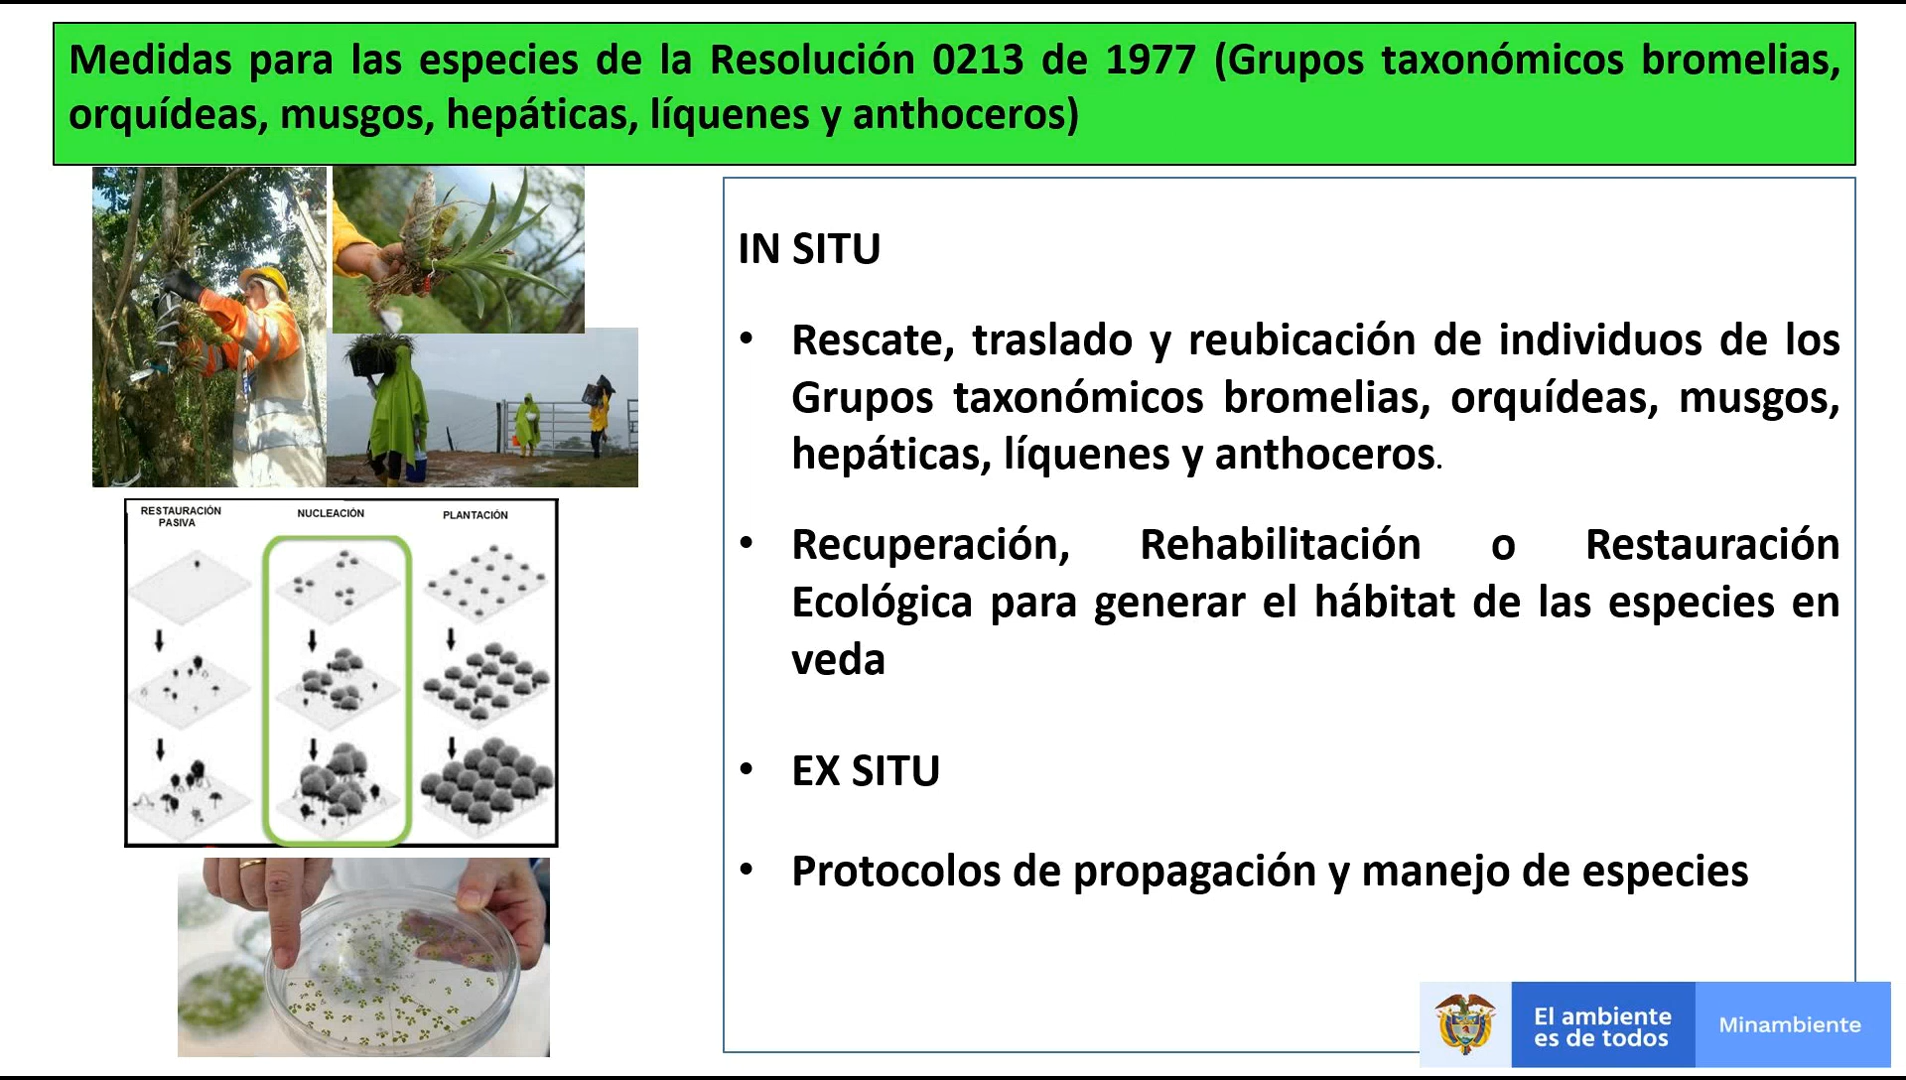 Medidas para las especies de la Resolución 0213 de 1977 (Grupos taxonómicos bromelias,
orquídeas, musgos, hepáticas, líquenes y anthoceros)
RESTAURACIÓN
PASIVA
NUCLEACIÓN
PLANTACIÓN
IN SITU
• Rescate, traslado y reubicación de individuos de los
Grupos taxonómicos bromelias, orquídeas, musgos,
hepáticas, líquenes y anthoceros.
• Recuperación, Rehabilitación o Restauración
Ecológica para generar el hábitat de las especies en
veda
• EX SITU
• Protocolos de propagación y manejo de especies
El ambiente
es de todos
Minambiente